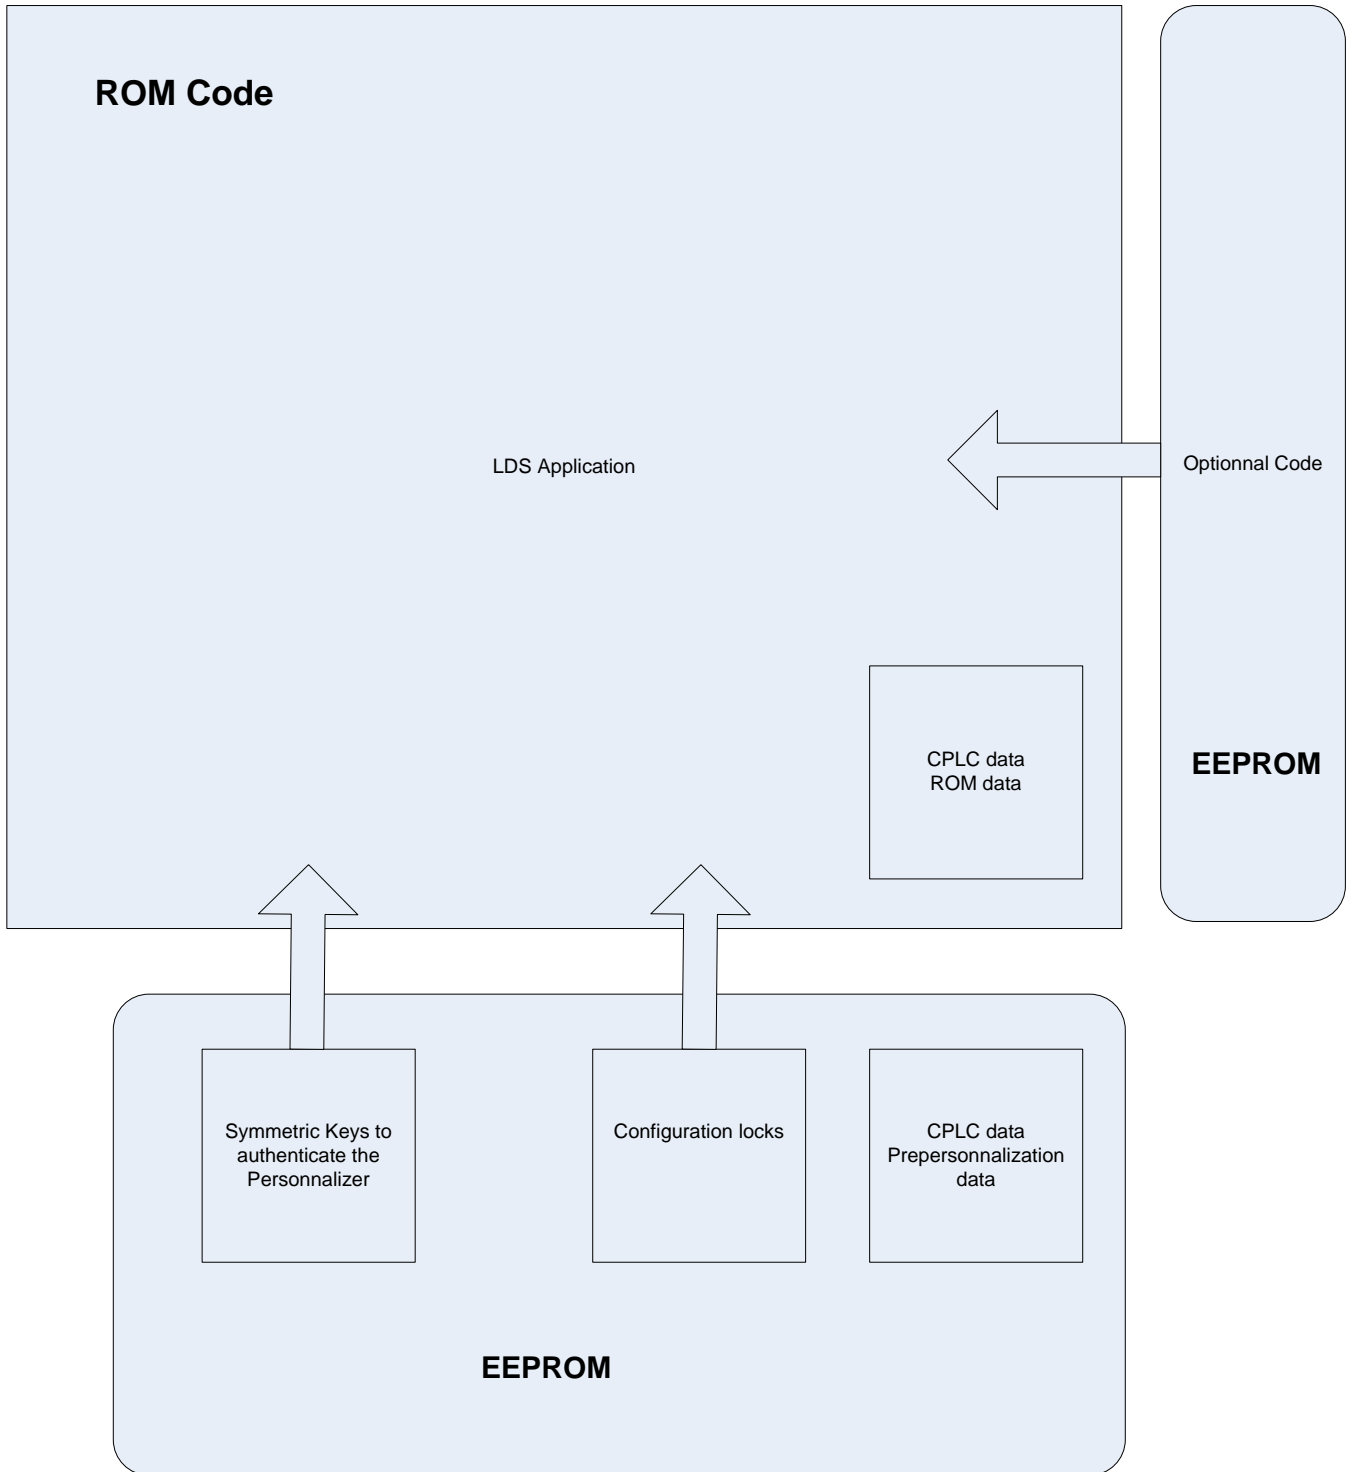 ROM Code
LDS Application
Optionnal Code
CPLC data
ROM data
EEPROM
Symmetric Keys to
authenticate the
Personnalizer
Configuration locks
CPLC data
Prepersonnalization
data
EEPROM